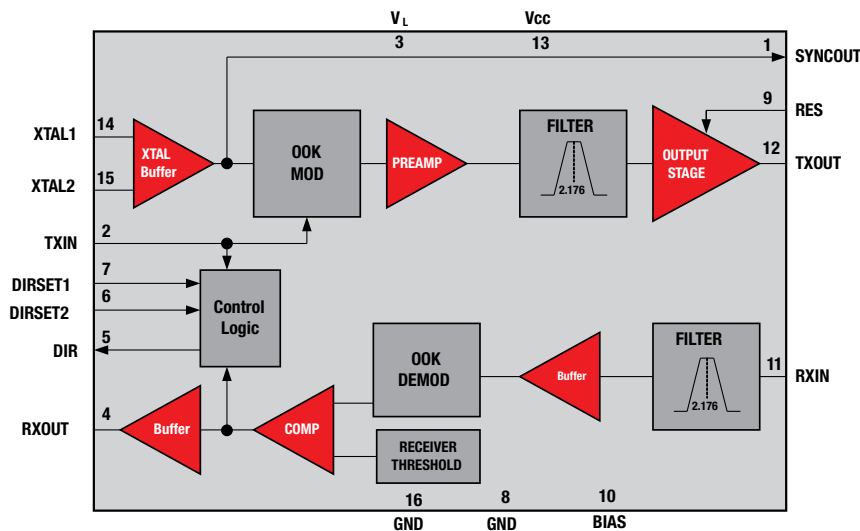 V L
Vcc
3
13
1
SYNCOUT
9
RES
14
XTAL1
XTAL
Buffer
OOK
MOD
PREAMP
FILTER
2.176
OUTPUT
STAGE
12
TXOUT
15
XTAL2
2
TXIN
7
DIRSET1
6
DIRSET2
5
DIR
Control
Logic
OOK
DEMOD
Buffer
FILTER
2.176
11
RXIN
4
RXOUT
Buffer
COMP
RECEIVER
THRESHOLD
16
GND
8
GND
10
BIAS